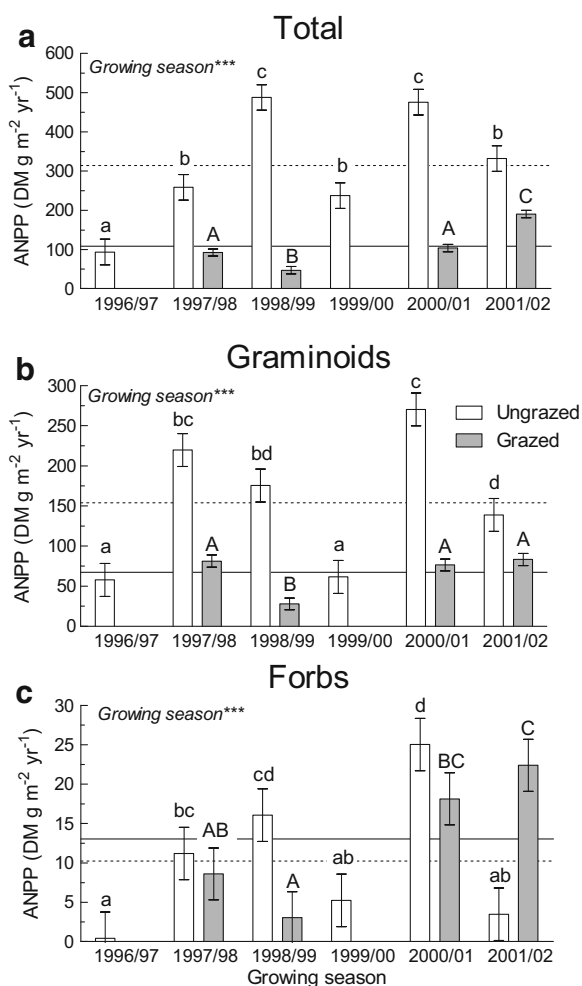 a Total
Growing season***
ANPP (DM g m⁻² yr⁻¹)
600
500
400
300
200
100
0
a
b
A
c
B
b
c
A
b
C
1996/97 1997/98 1998/99 1999/00 2000/01 2001/02
b Graminoids
Growing season***
ANPP (DM g m⁻² yr⁻¹)
300
250
200
150
100
50
0
a
bc
A
bd
B
a
c
A
d
A
Ungrazed
Grazed
1996/97 1997/98 1998/99 1999/00 2000/01 2001/02
c Forbs
Growing season***
ANPP (DM g m⁻² yr⁻¹)
30
25
20
15
10
5
0
a
bc
AB
cd
A
ab
d
BC
ab
C
1996/97 1997/98 1998/99 1999/00 2000/01 2001/02
Growing season